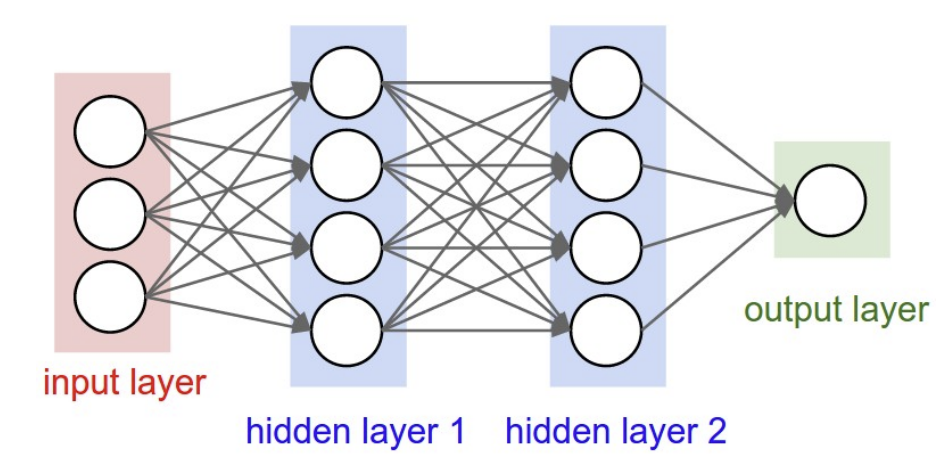 input layer
hidden layer 1
hidden layer 2
output layer